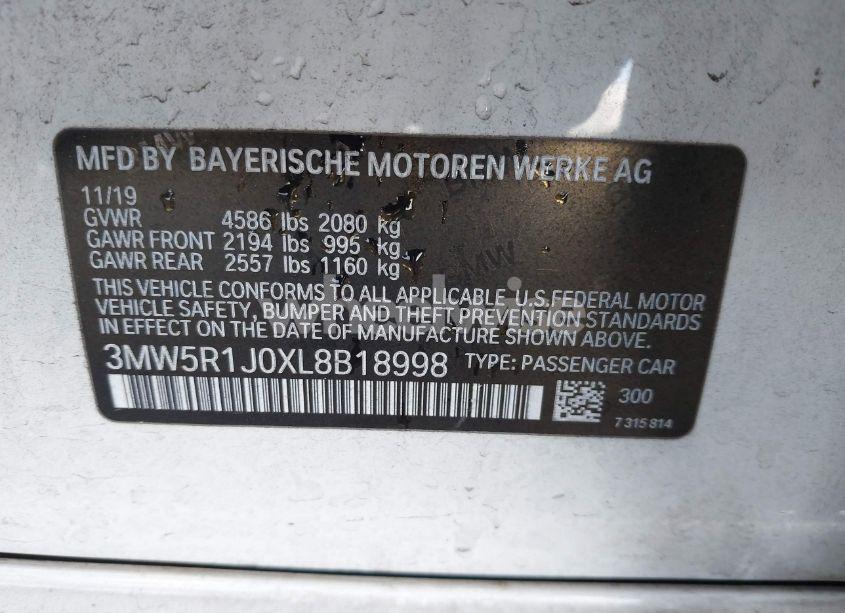 MFD BY BAYERISCHE MOTOREN WERKE AG
11/19
GVWR 4586 lbs 2080 kg
GAWR FRONT 2194 lbs 995 kg
GAWR REAR 2557 lbs 1160 kg
THIS VEHICLE CONFORMS TO ALL APPLICABLE U.S.FEDERAL MOTOR
VEHICLE SAFETY, BUMPER AND THEFT PREVENTION STANDARDS
IN EFFECT ON THE DATE OF MANUFACTURE SHOWN ABOVE.
3MW5R1J0XL8B18998 TYPE: PASSENGER CAR
300
7 315 814